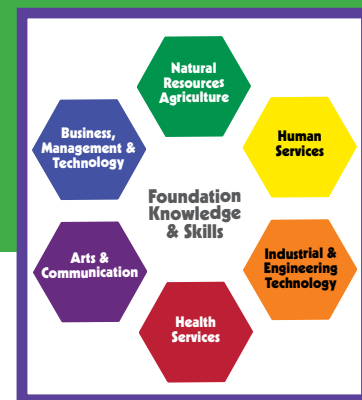 Natural
Resources
Agriculture
Business,
Management &
Technology
Human
Services
Foundation
Knowledge
& Skills
Arts &
Communication
Industrial &
Engineering
Technology
Health
Services